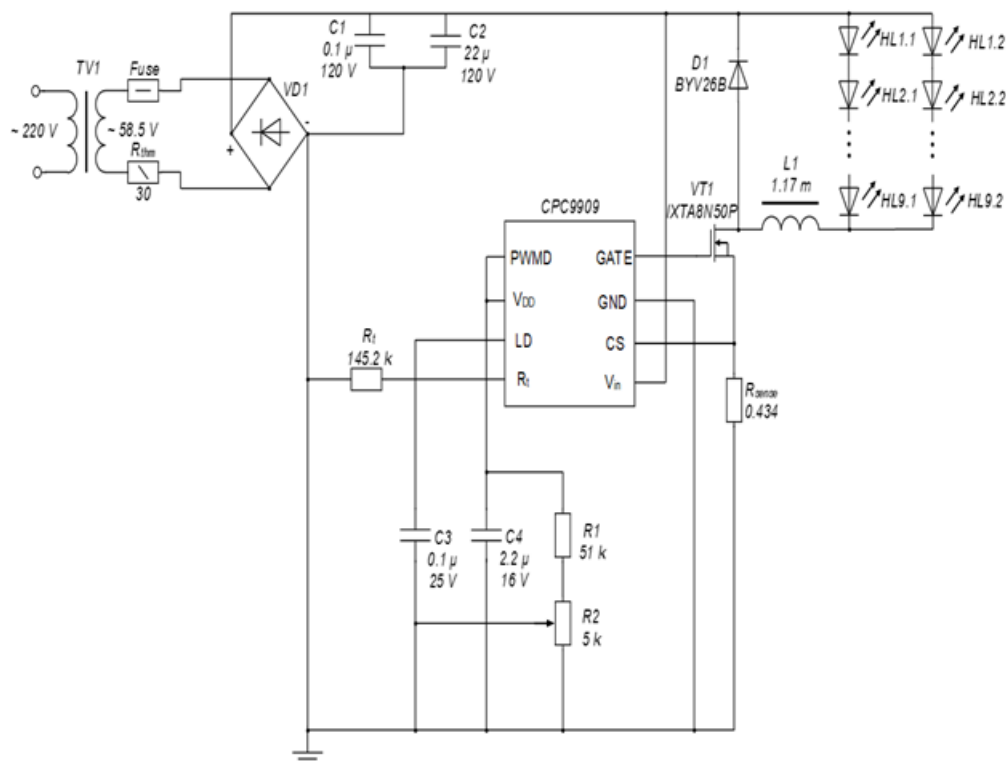 C1
0.1 µ
120 V
C2
22 µ
120 V
TV1
Fuse
VD1
~ 220 V
~ 58.5 V
Rthm
30
+
-
D1
BYV26B
HL1.1
HL1.2
HL2.1
HL2.2
HL9.1
HL9.2
L1
1.17 m
VT1
IXTA8N50P
CPC9909
PWMD
GATE
VDD
GND
LD
CS
Rt
Vin
Rt
145.2 k
Rsense
0.434
C3
0.1 µ
25 V
C4
2.2 µ
16 V
R1
51 k
R2
5 k